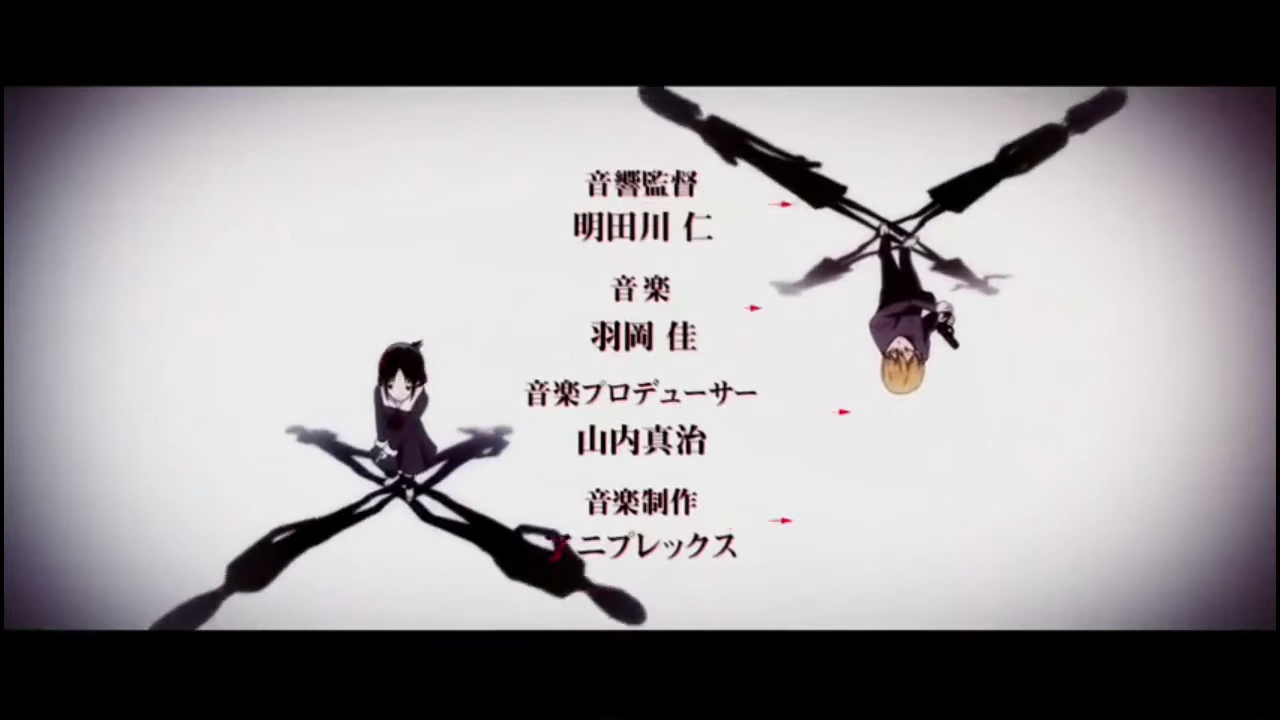 音響監督
明田川 仁
音楽
羽岡 佳
音楽プロデューサー
山内真治
音楽制作
アニプレックス